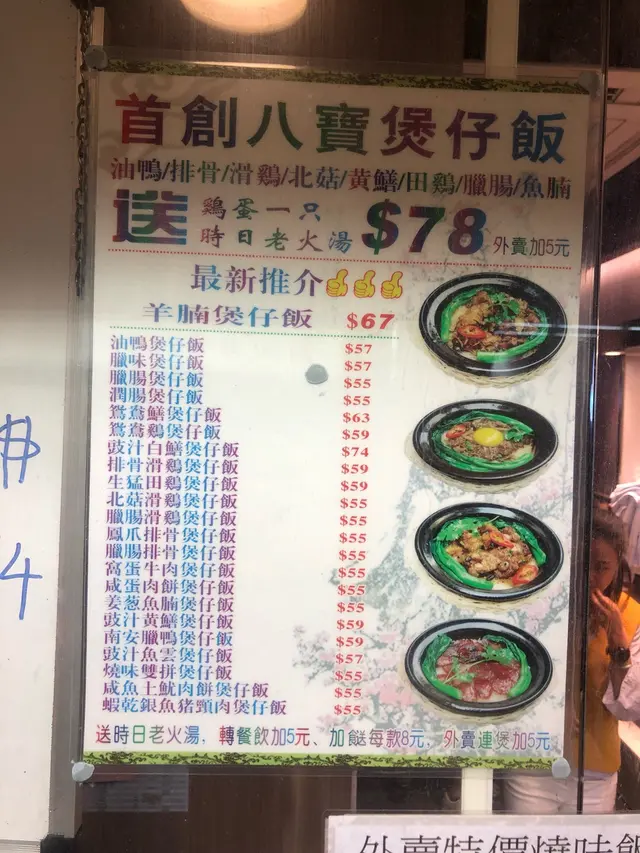 首創八寶煲仔飯
油鴨/排骨/滑鷄/北菇/黃鱔/田鷄/臘腸/魚腩
送 鷄蛋一只
時日老火湯 $78 外賣加5元
最新推介
羊腩煲仔飯 $67
油鴨煲仔飯 $57
臘味煲仔飯 $57
臘腸煲仔飯 $55
潤腸煲仔飯 $55
鴛鴦鱔煲仔飯 $63
鴛鴦鷄煲仔飯 $59
豉汁白鱔煲仔飯 $74
排骨滑鷄煲仔飯 $59
生猛田鷄煲仔飯 $59
北菇滑鷄煲仔飯 $55
臘腸滑鷄煲仔飯 $55
鳳爪排骨煲仔飯 $55
臘腸排骨煲仔飯 $55
窩蛋牛肉煲仔飯 $55
咸蛋肉餅煲仔飯 $55
姜葱魚腩煲仔飯 $55
豉汁黃鱔煲仔飯 $59
南安臘鴨煲仔飯 $59
豉汁魚雲煲仔飯 $57
燒味雙拼煲仔飯 $55
咸魚土魷肉餅煲仔飯 $55
蝦乾銀魚猪頸肉煲仔飯 $55
送時日老火湯，轉餐飲加5元、加餸每款8元，外賣連煲加5元
外賣特價燒味飯
4